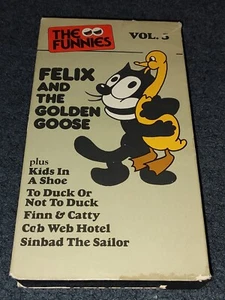 THE
FUNNIES
VOL. 5
FELIX
AND
THE
GOLDEN
GOOSE
plus
Kids In
A Shoe
To Duck Or
Not To Duck
Finn & Catty
Cob Web Hotel
Sinbad The Sailor